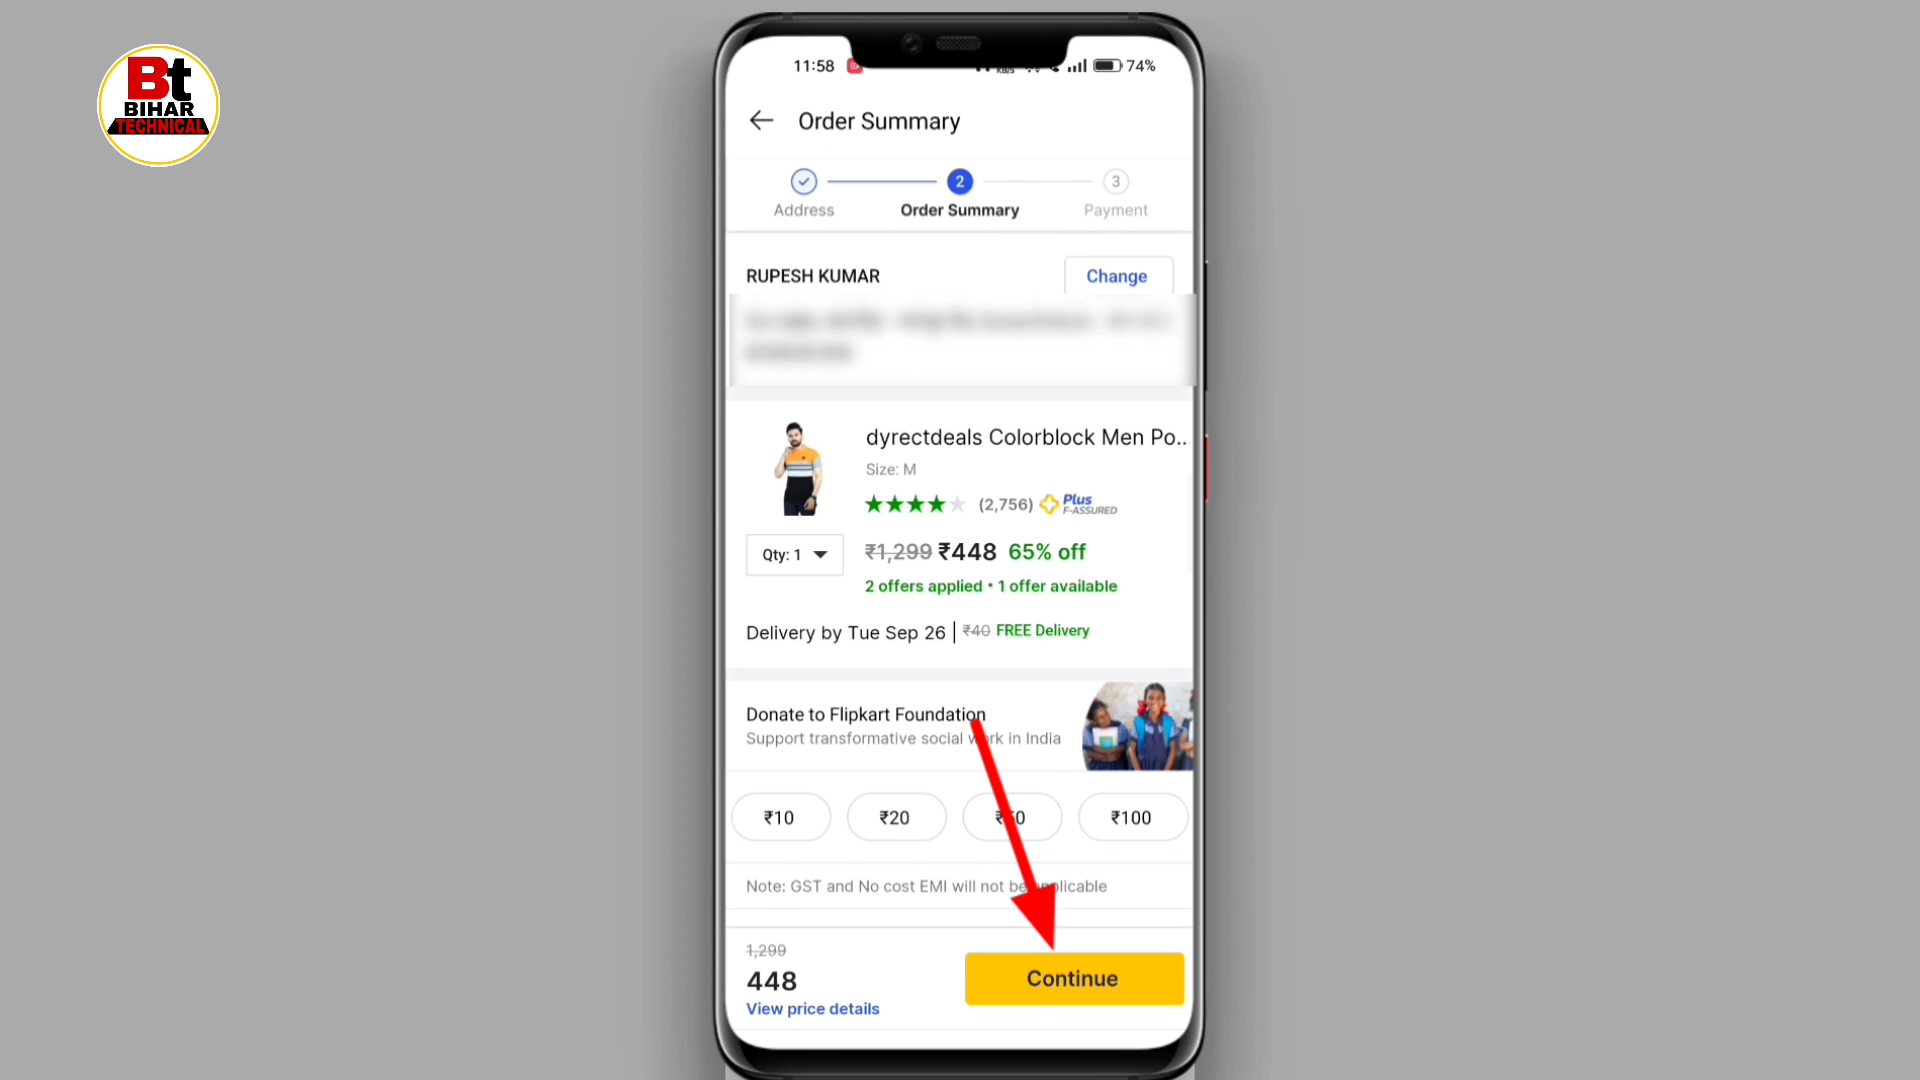 Bt
BIHAR
TECHNICAL
11:58
74%
Order Summary
2
3
Address
Order Summary
Payment
RUPESH KUMAR
Change
dyrectdeals Colorblock Men Po...
Size: M
(2,756)
Plus
F-ASSURED
Qty: 1
₹1,299 ₹448 65% off
2 offers applied • 1 offer available
Delivery by Tue Sep 26 | ₹40 FREE Delivery
Donate to Flipkart Foundation
Support transformative social work in India
₹10
₹20
₹50
₹100
Note: GST and No cost EMI will not be applicable
1,299
448
Continue
View price details